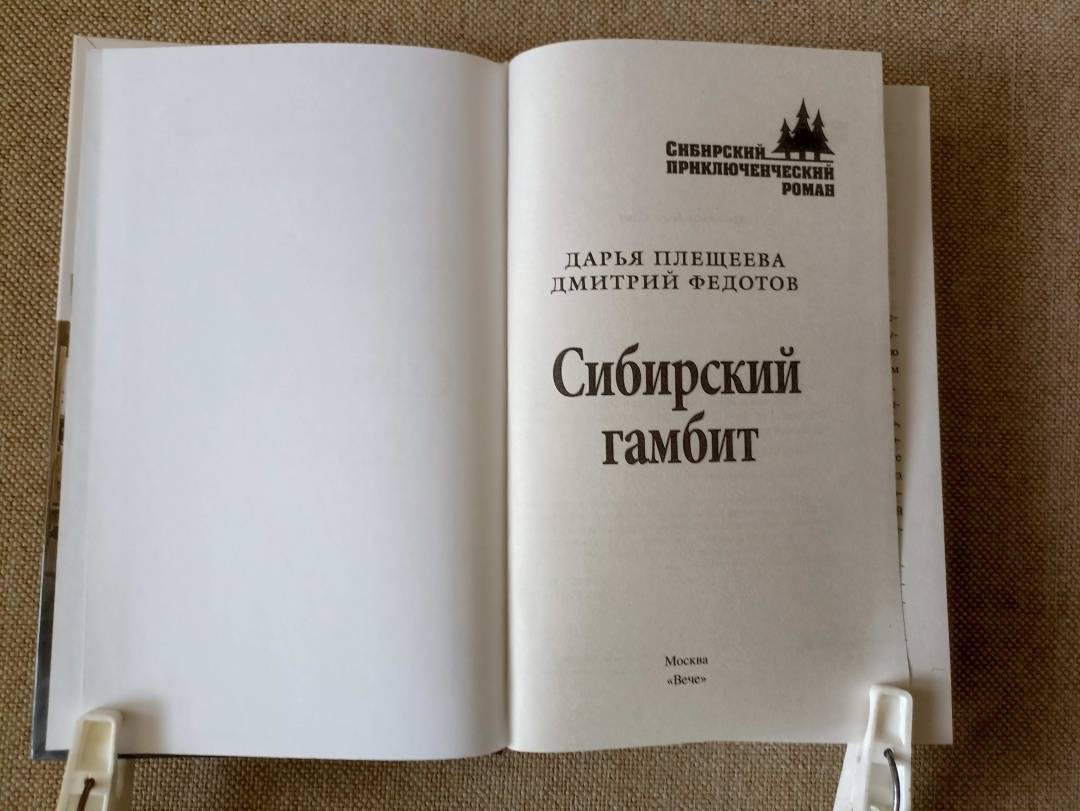 Сибирский
приключенческий
роман
ДАРЬЯ ПЛЕЩЕЕВА
ДМИТРИЙ ФЕДОТОВ
Сибирский
гамбит
Москва
«Вече»